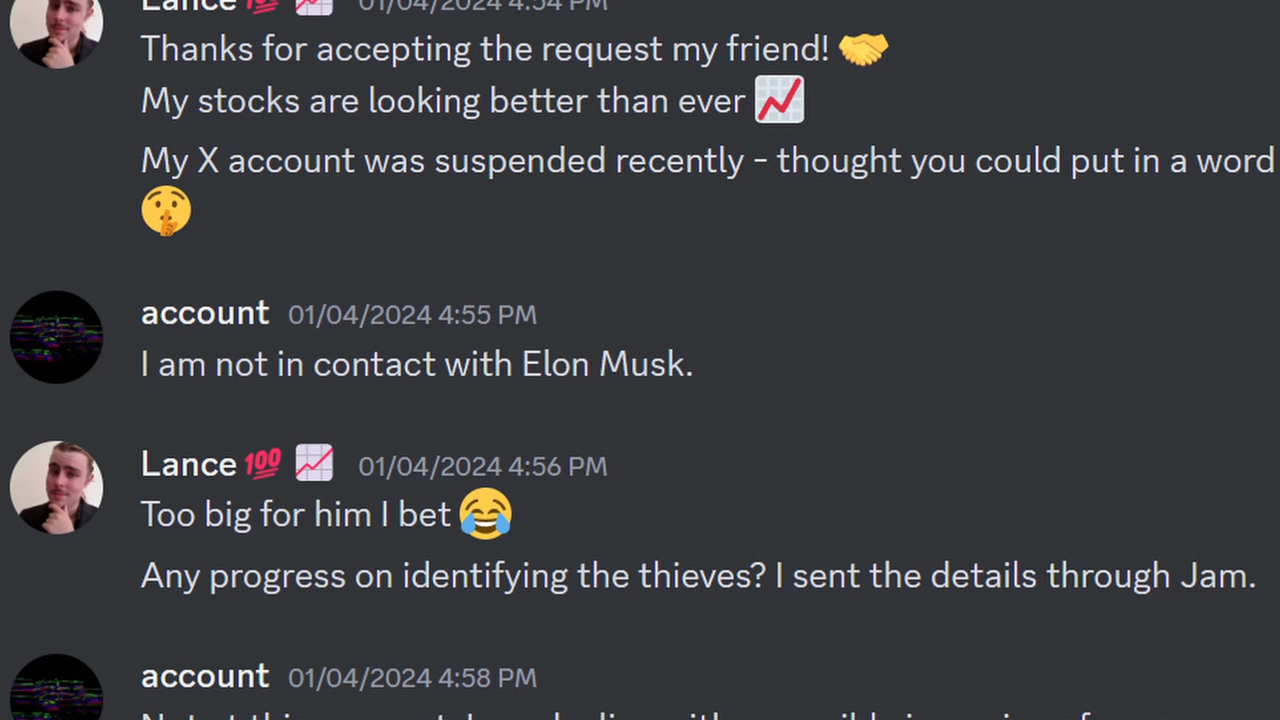 Lance 01/04/2024 4:54 PM
Thanks for accepting the request my friend! 🤝
My stocks are looking better than ever 📈
My X account was suspended recently - thought you could put in a word
🤫
account 01/04/2024 4:55 PM
I am not in contact with Elon Musk.
Lance 💯 📈 01/04/2024 4:56 PM
Too big for him I bet 😂
Any progress on identifying the thieves? I sent the details through Jam.
account 01/04/2024 4:58 PM